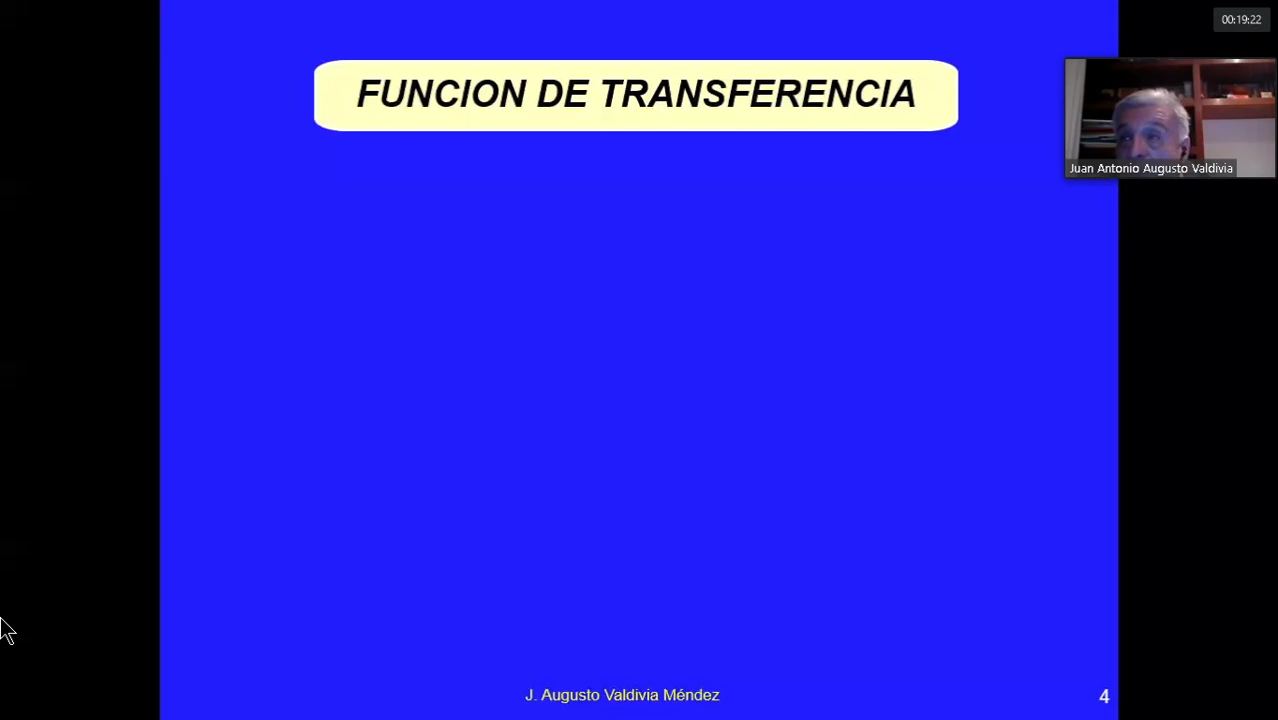 00:19:22
FUNCION DE TRANSFERENCIA
Juan Antonio Augusto Valdivia
J. Augusto Valdivia Méndez
4